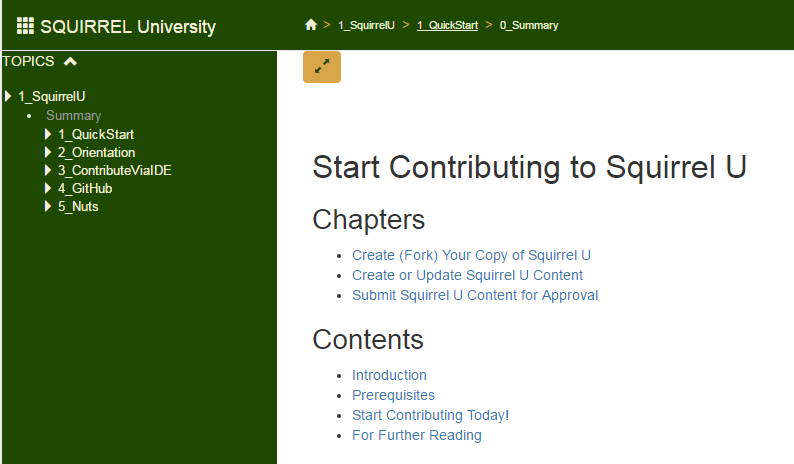 SQUIRREL University
> 1_SquirrelU > 1_QuickStart > 0_Summary
TOPICS
1_SquirrelU
Summary
1_QuickStart
2_Orientation
3_ContributeViaIDE
4_GitHub
5_Nuts
Start Contributing to Squirrel U
Chapters
Create (Fork) Your Copy of Squirrel U
Create or Update Squirrel U Content
Submit Squirrel U Content for Approval
Contents
Introduction
Prerequisites
Start Contributing Today!
For Further Reading